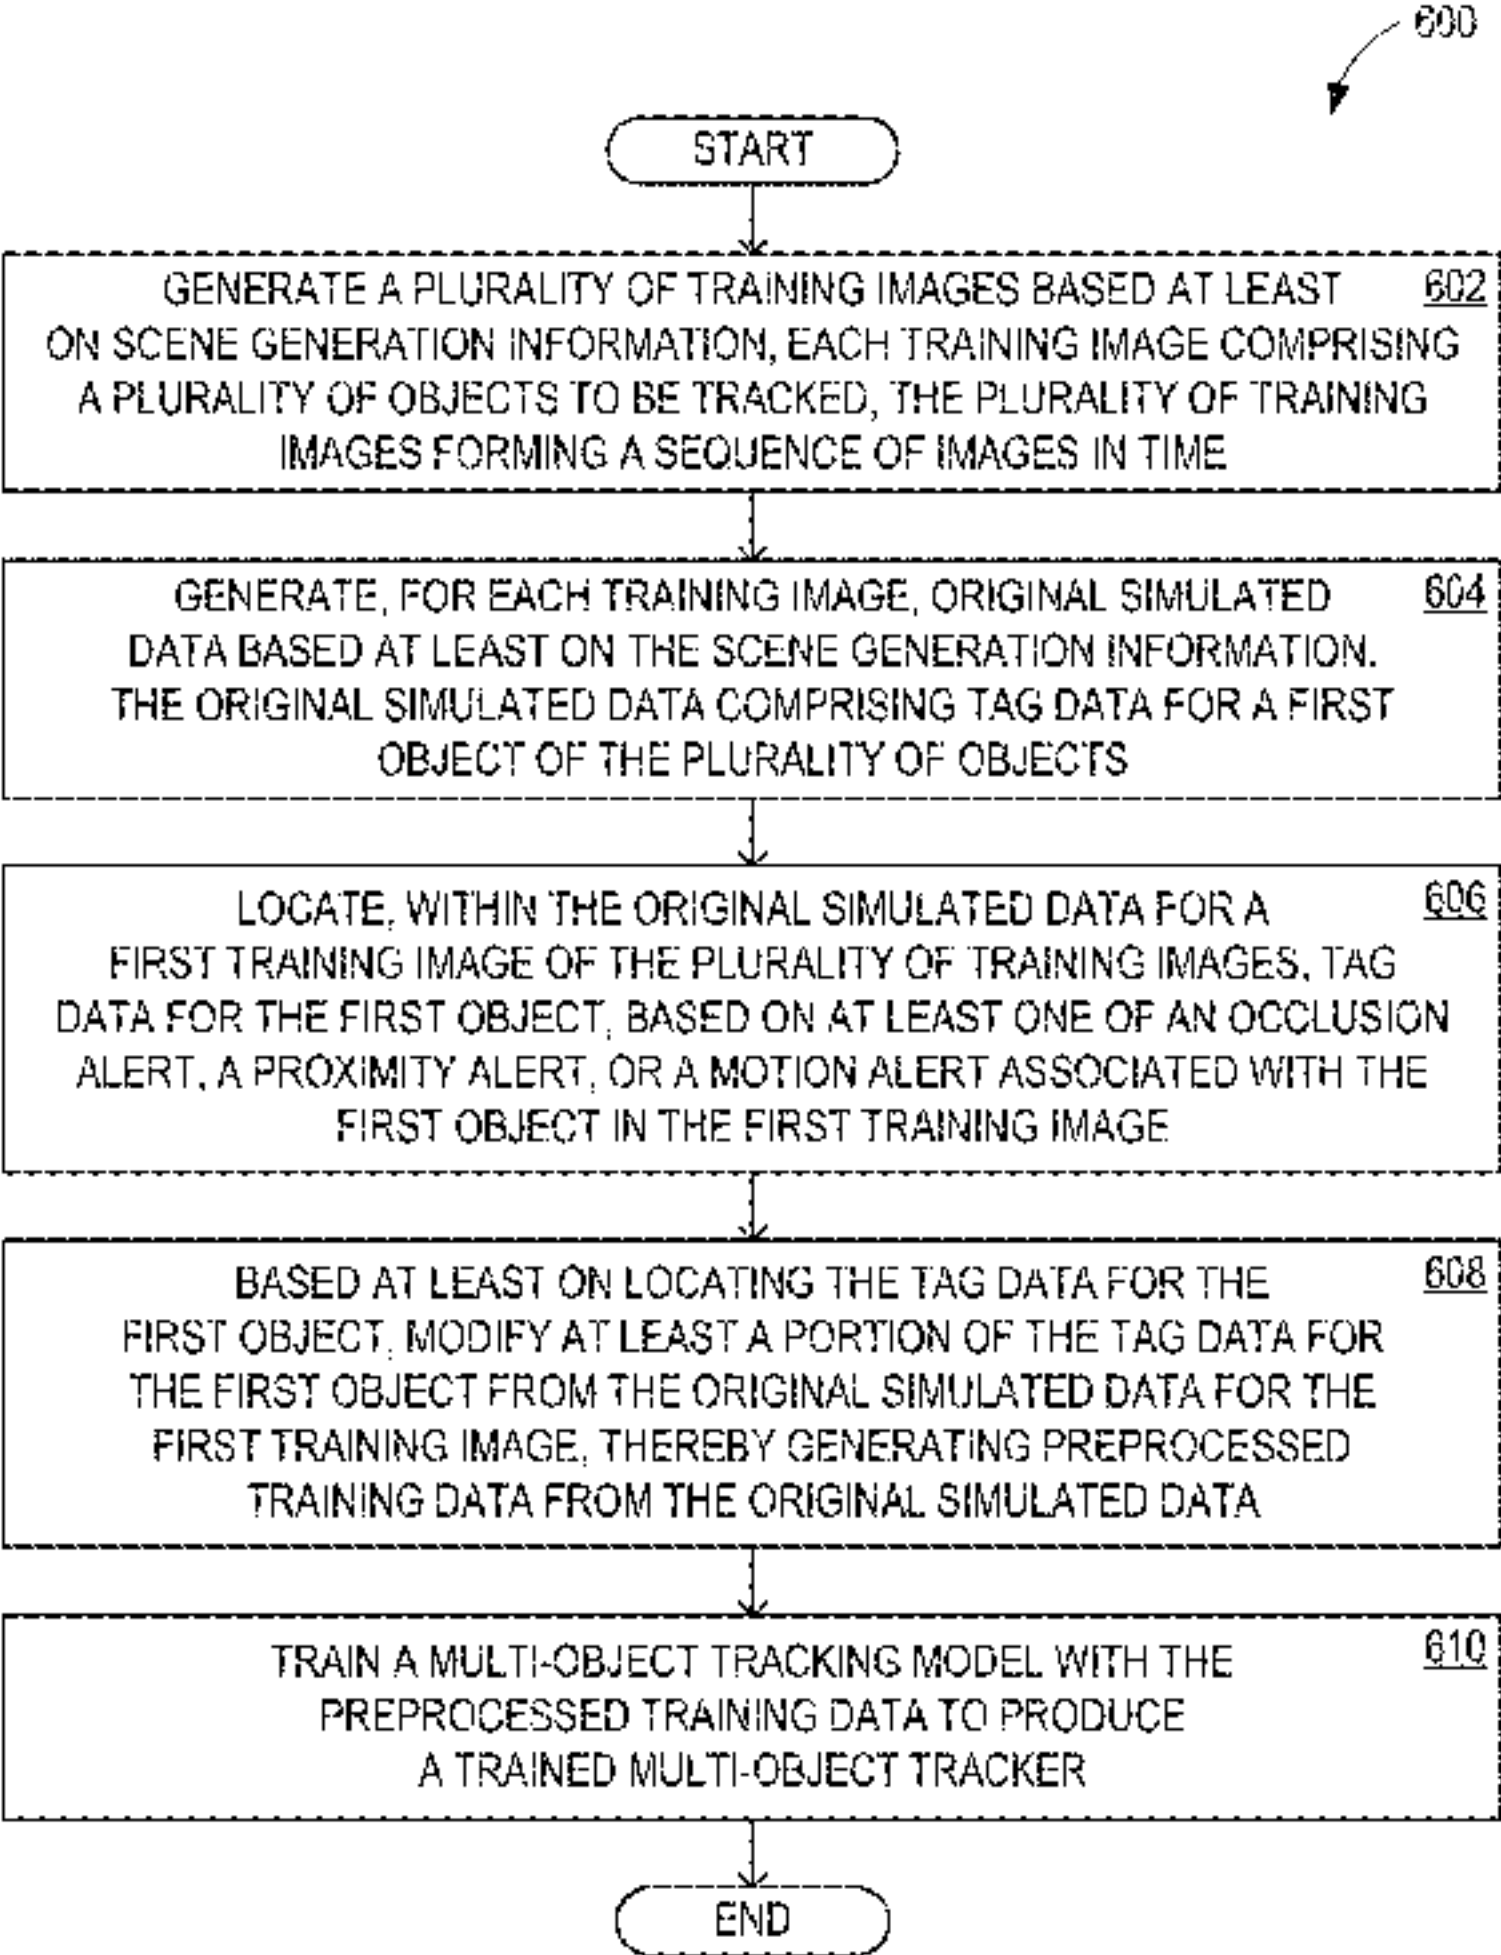 600
START
GENERATE A PLURALITY OF TRAINING IMAGES BASED AT LEAST 602
ON SCENE GENERATION INFORMATION, EACH TRAINING IMAGE COMPRISING
A PLURALITY OF OBJECTS TO BE TRACKED, THE PLURALITY OF TRAINING
IMAGES FORMING A SEQUENCE OF IMAGES IN TIME
GENERATE, FOR EACH TRAINING IMAGE, ORIGINAL SIMULATED 604
DATA BASED AT LEAST ON THE SCENE GENERATION INFORMATION.
THE ORIGINAL SIMULATED DATA COMPRISING TAG DATA FOR A FIRST
OBJECT OF THE PLURALITY OF OBJECTS
LOCATE, WITHIN THE ORIGINAL SIMULATED DATA FOR A 606
FIRST TRAINING IMAGE OF THE PLURALITY OF TRAINING IMAGES, TAG
DATA FOR THE FIRST OBJECT, BASED ON AT LEAST ONE OF AN OCCLUSION
ALERT, A PROXIMITY ALERT, OR A MOTION ALERT ASSOCIATED WITH THE
FIRST OBJECT IN THE FIRST TRAINING IMAGE
BASED AT LEAST ON LOCATING THE TAG DATA FOR THE 608
FIRST OBJECT, MODIFY AT LEAST A PORTION OF THE TAG DATA FOR
THE FIRST OBJECT FROM THE ORIGINAL SIMULATED DATA FOR THE
FIRST TRAINING IMAGE, THEREBY GENERATING PREPROCESSED
TRAINING DATA FROM THE ORIGINAL SIMULATED DATA
TRAIN A MULTI-OBJECT TRACKING MODEL WITH THE 610
PREPROCESSED TRAINING DATA TO PRODUCE
A TRAINED MULTI-OBJECT TRACKER
END